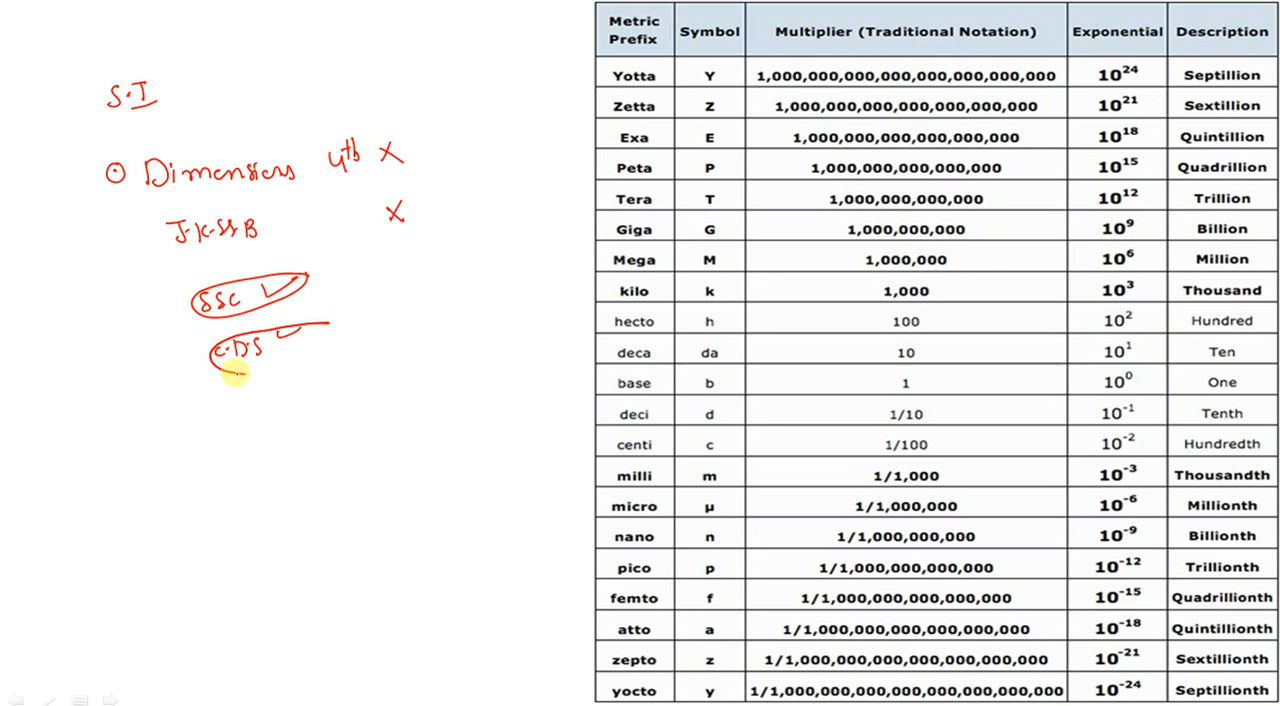 S.I
Dimensions 4th X
J.K.SSB X
SSC ✓
C.D.S ✓
Metric Prefix Symbol Multiplier (Traditional Notation) Exponential Description
Yotta Y 1,000,000,000,000,000,000,000,000 10^24 Septillion
Zetta Z 1,000,000,000,000,000,000,000 10^21 Sextillion
Exa E 1,000,000,000,000,000,000 10^18 Quintillion
Peta P 1,000,000,000,000,000 10^15 Quadrillion
Tera T 1,000,000,000,000 10^12 Trillion
Giga G 1,000,000,000 10^9 Billion
Mega M 1,000,000 10^6 Million
kilo k 1,000 10^3 Thousand
hecto h 100 10^2 Hundred
deca da 10 10^1 Ten
base b 1 10^0 One
deci d 1/10 10^-1 Tenth
centi c 1/100 10^-2 Hundredth
milli m 1/1,000 10^-3 Thousandth
micro µ 1/1,000,000 10^-6 Millionth
nano n 1/1,000,000,000 10^-9 Billionth
pico p 1/1,000,000,000,000 10^-12 Trillionth
femto f 1/1,000,000,000,000,000 10^-15 Quadrillionth
atto a 1/1,000,000,000,000,000,000 10^-18 Quintillionth
zepto z 1/1,000,000,000,000,000,000,000 10^-21 Sextillionth
yocto y 1/1,000,000,000,000,000,000,000,000 10^-24 Septillionth